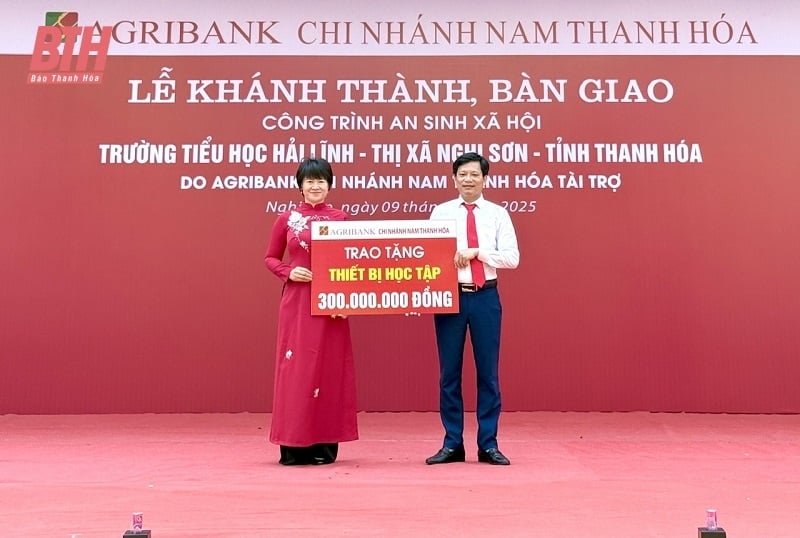 BTH
Báo Thanh Hóa
AGRIBANK CHI NHÁNH NAM THANH HÓA
LỄ KHÁNH THÀNH, BÀN GIAO
CÔNG TRÌNH AN SINH XÃ HỘI
TRƯỜNG TIỂU HỌC HẢI LĨNH - THỊ XÃ NGHI SƠN - TỈNH THANH HÓA
DO AGRIBANK NHÁNH NAM HÓA TÀI TRỢ
ngày 09 2025
AGRIBANK CHI NHÁNH NAM THANH HÓA
TRAO TẶNG
THIẾT BỊ HỌC TẬP
300.000.000 ĐỒNG